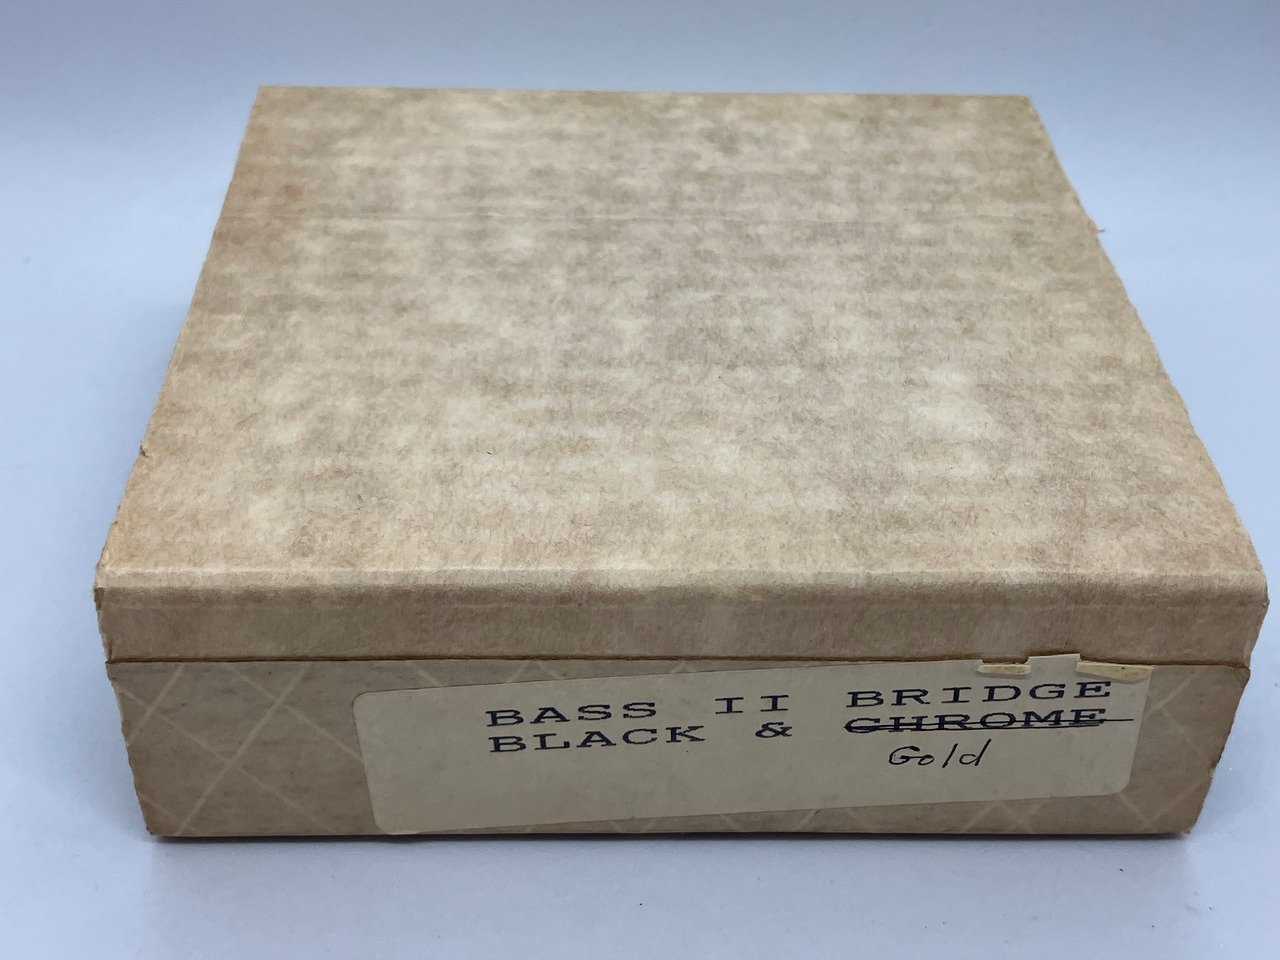 BASS II BRIDGE
BLACK & CHROME
Gold